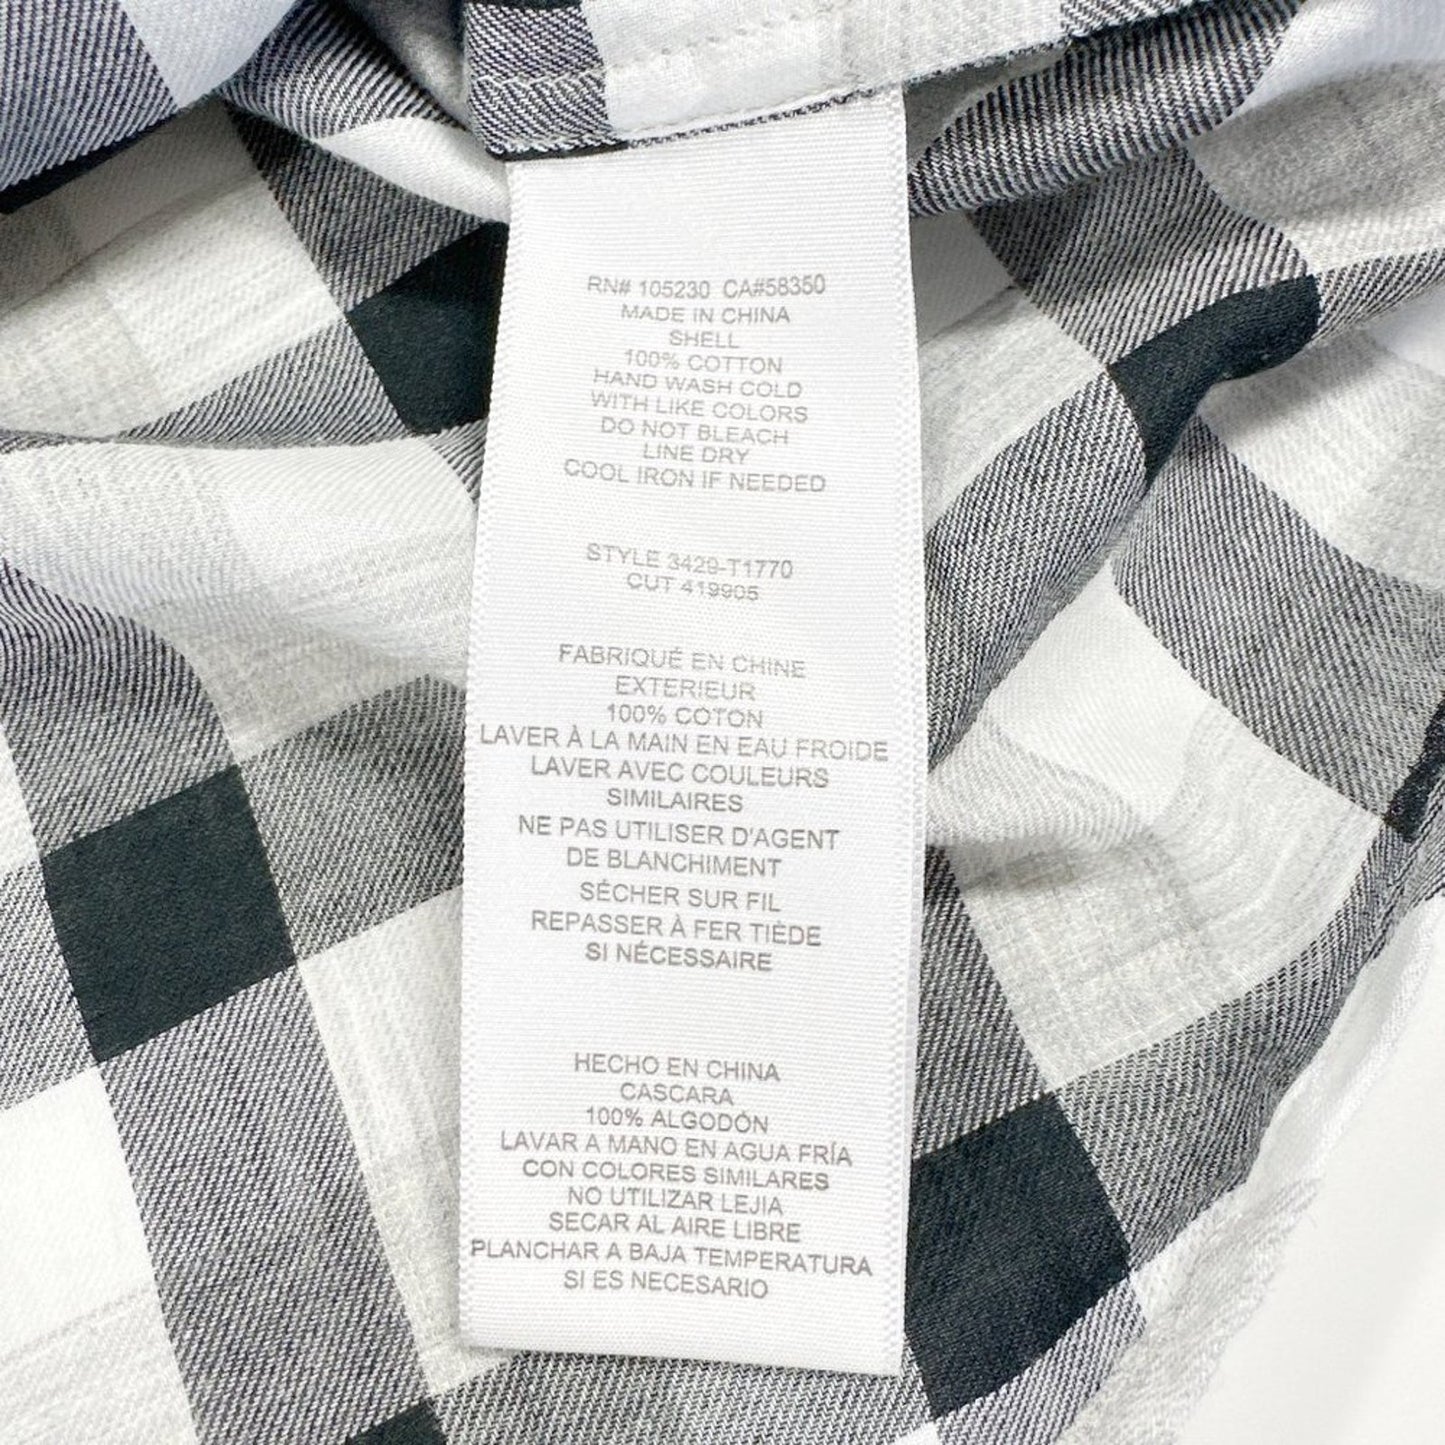 RN# 105230 CA#58350
MADE IN CHINA
SHELL
100% COTTON
HAND WASH COLD
WITH LIKE COLORS
DO NOT BLEACH
LINE DRY
COOL IRON IF NEEDED
STYLE 3429-T1770
CUT 419905
FABRIQUÉ EN CHINE
EXTERIEUR
100% COTON
LAVER À LA MAIN EN EAU FROIDE
LAVER AVEC COULEURS
SIMILAIRES
NE PAS UTILISER D'AGENT
DE BLANCHIMENT
SÉCHER SUR FIL
REPASSER À FER TIÈDE
SI NÉCESSAIRE
HECHO EN CHINA
CASCARA
100% ALGODÓN
LAVAR A MANO EN AGUA FRÍA
CON COLORES SIMILARES
NO UTILIZAR LEJIA
SECAR AL AIRE LIBRE
PLANCHAR A BAJA TEMPERATURA
SI ES NECESARIO